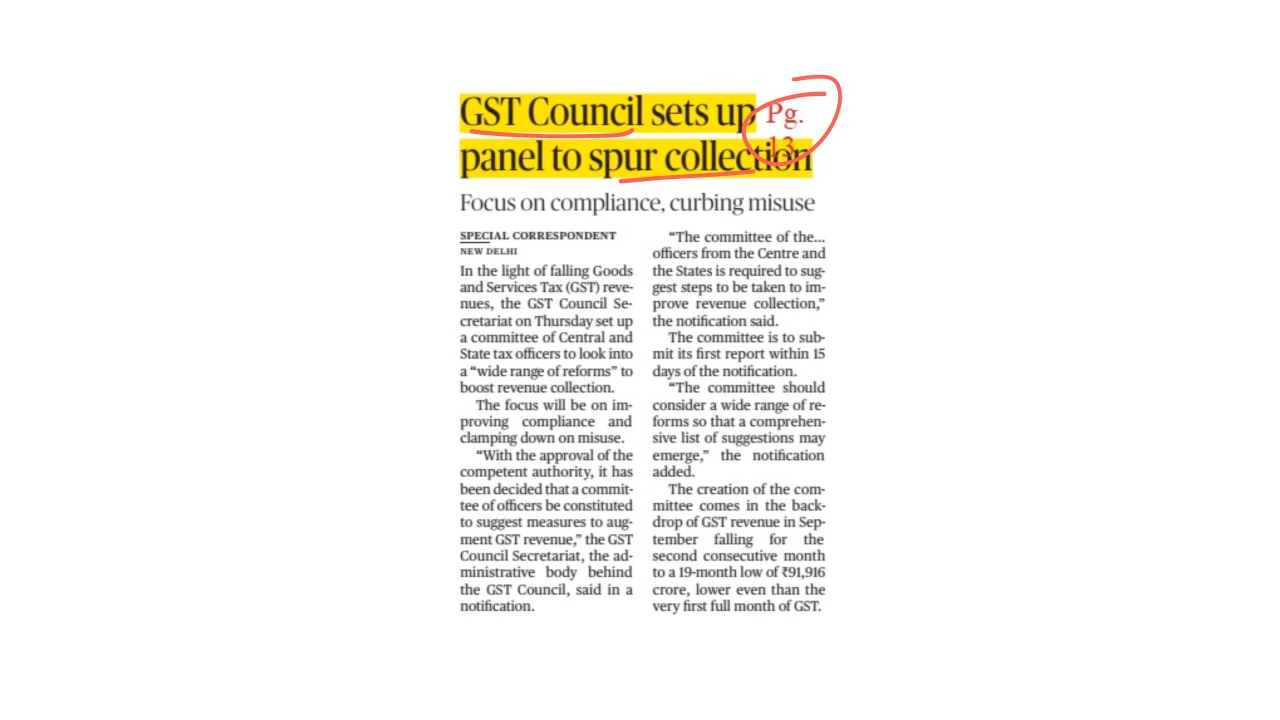 GST Council sets up
panel to spur collection
Pg.
13
Focus on compliance, curbing misuse
SPECIAL CORRESPONDENT
NEW DELHI
In the light of falling Goods
and Services Tax (GST) reve-
nues, the GST Council Se-
cretariat on Thursday set up
a committee of Central and
State tax officers to look into
a “wide range of reforms” to
boost revenue collection.
The focus will be on im-
proving compliance and
clamping down on misuse.
“With the approval of the
competent authority, it has
been decided that a commit-
tee of officers be constituted
to suggest measures to aug-
ment GST revenue,” the GST
Council Secretariat, the ad-
ministrative body behind
the GST Council, said in a
notification.
“The committee of the...
officers from the Centre and
the States is required to sug-
gest steps to be taken to im-
prove revenue collection,”
the notification said.
The committee is to sub-
mit its first report within 15
days of the notification.
“The committee should
consider a wide range of re-
forms so that a comprehen-
sive list of suggestions may
emerge,” the notification
added.
The creation of the com-
mittee comes in the back-
drop of GST revenue in Sep-
tember falling for the
second consecutive month
to a 19-month low of ₹91,916
crore, lower even than the
very first full month of GST.